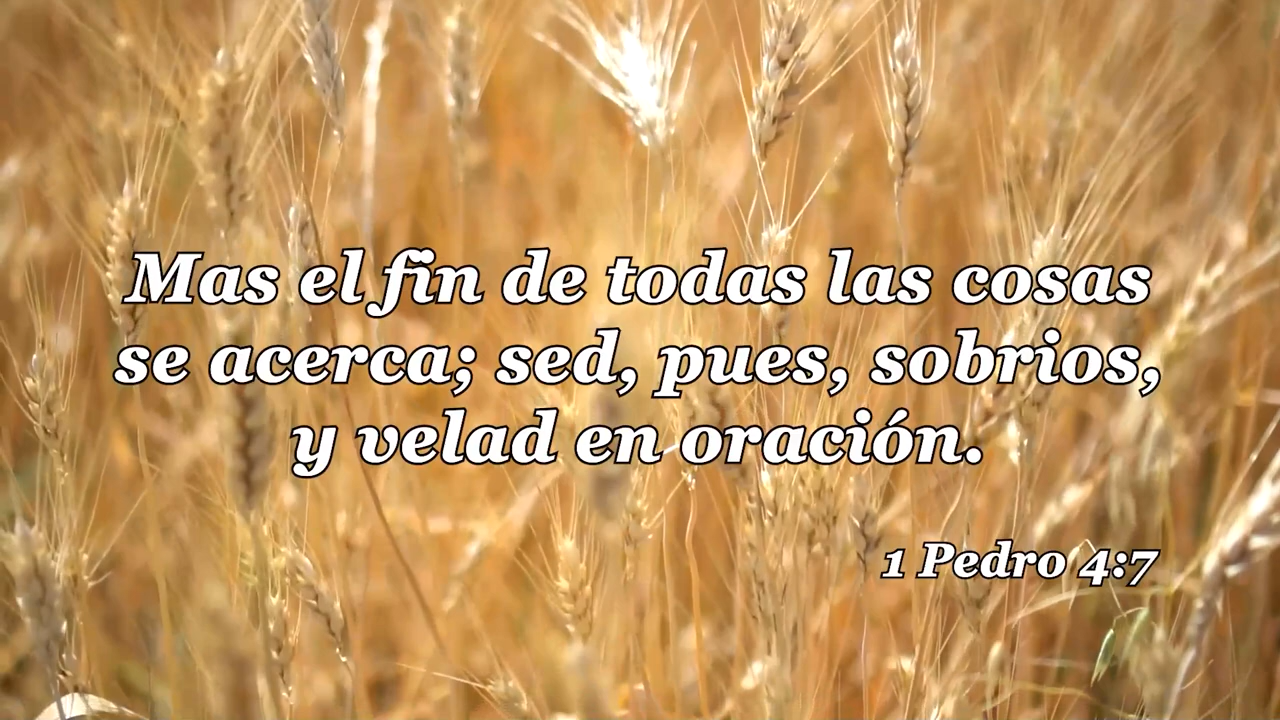 Mas el fin de todas las cosas
se acerca; sed, pues, sobrios,
y velad en oración.
1 Pedro 4:7